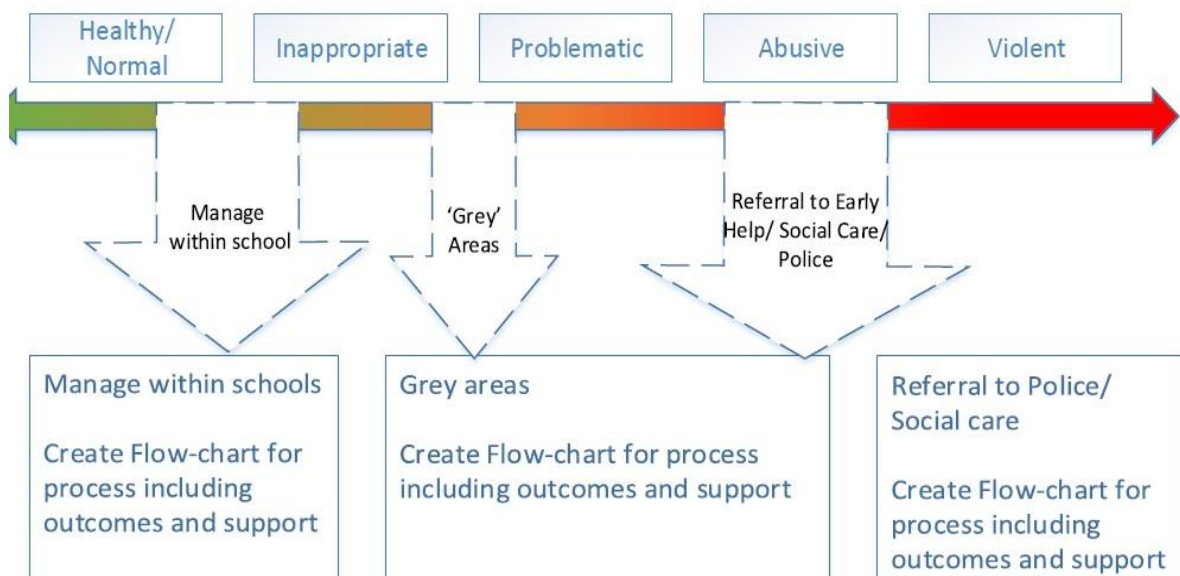 Healthy/
Normal
Inappropriate
Problematic
Abusive
Violent
Manage
within school
‘Grey’
Areas
Referral to Early
Help/ Social Care/
Police
Manage within schools
Create Flow-chart for
process including
outcomes and support
Grey areas
Create Flow-chart for process
including outcomes and support
Referral to Police/
Social care
Create Flow-chart for
process including
outcomes and support